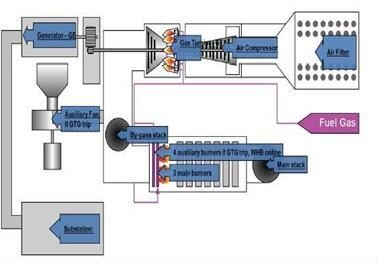 Generator – GE
Gas Tur
Air Compressor
Air Filter
Auxiliary Fan
if GTG trip
Fuel Gas
By-pass stack
4 auxiliary burners if GTG trip, WHB online
Main stack
3 main burners
Substation: